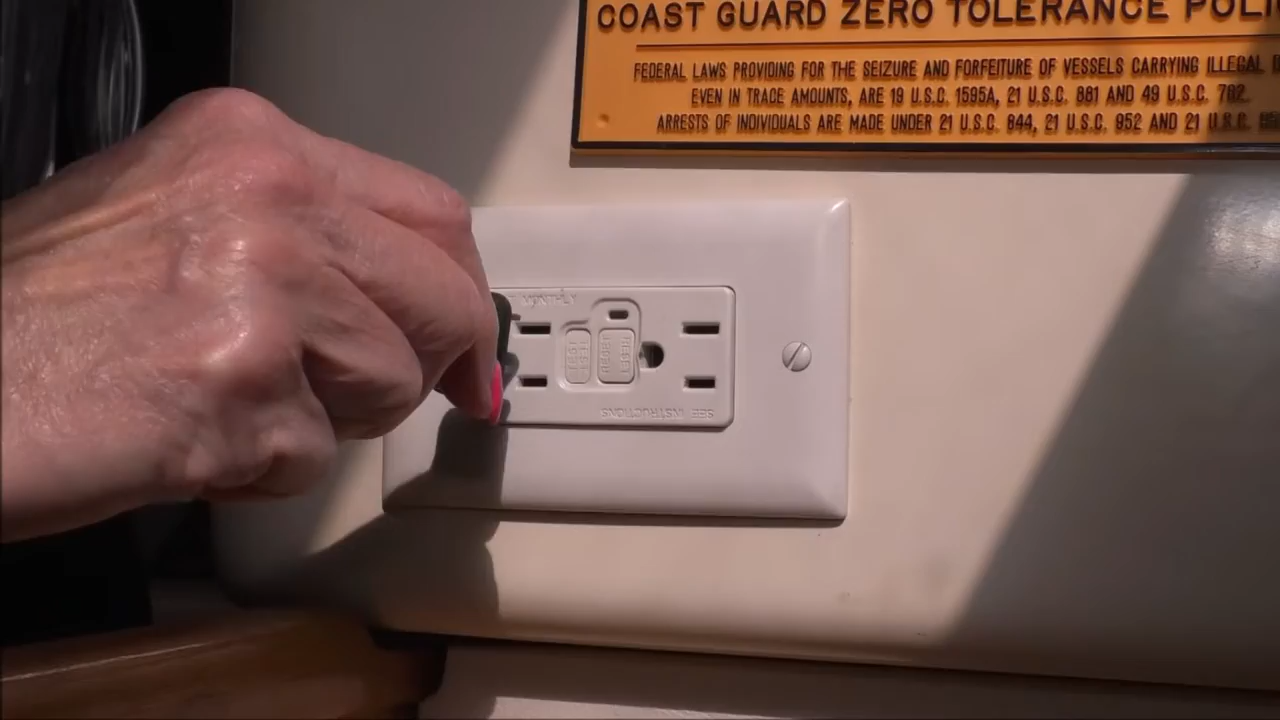 COAST GUARD ZERO TOLERANCE POLI
FEDERAL LAWS PROVIDING FOR THE SEIZURE AND FORFEITURE OF VESSELS CARRYING ILLEGAL
EVEN IN TRACE AMOUNTS, ARE 19 U.S.C. 1595A, 21 U.S.C. 881 AND 49 U.S.C. 782.
ARRESTS OF INDIVIDUALS ARE MADE UNDER 21 U.S.C. 844, 21 U.S.C. 952 AND 21 U.S.C.
MONTHLY
TEST
TEST
RESET
RESET
SEE INSTRUCTIONS